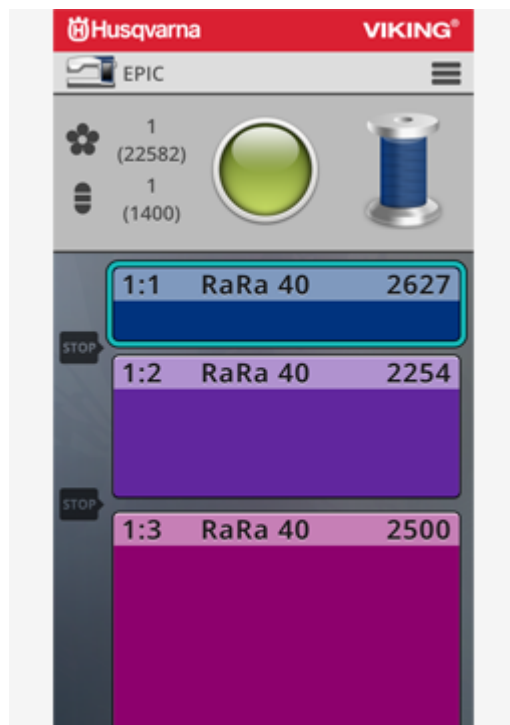 Husqvarna VIKING®
EPIC
1
(22582)
1
(1400)
1:1 RaRa 40 2627
STOP
1:2 RaRa 40 2254
STOP
1:3 RaRa 40 2500